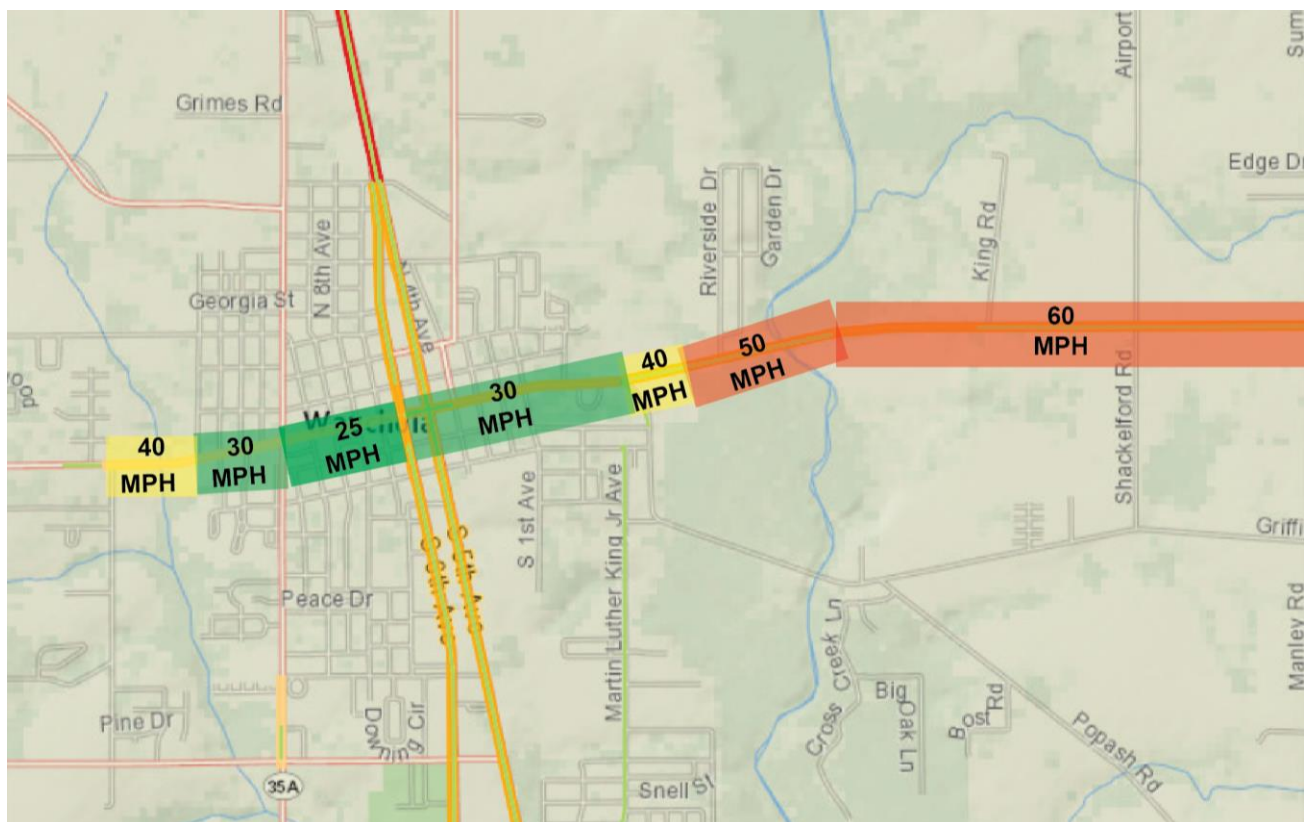 Grimes Rd
Airport
Sum
Edge Dr
Riverside Dr
Garden Dr
King Rd
N 8th Ave
N 4th Ave
Georgia St
60
MPH
50
MPH
40
MPH
30
MPH
25
MPH
30
MPH
40
MPH
Shackelford Rd
S 1st Ave
Martin Luther King Jr Ave
S 5th Ave
Griffi
Peace Dr
Manley Rd
Cross Creek Ln
Big Oak Ln
Bost Rd
Popash Rd
Pine Dr
Downing Cir
35A
Snell St